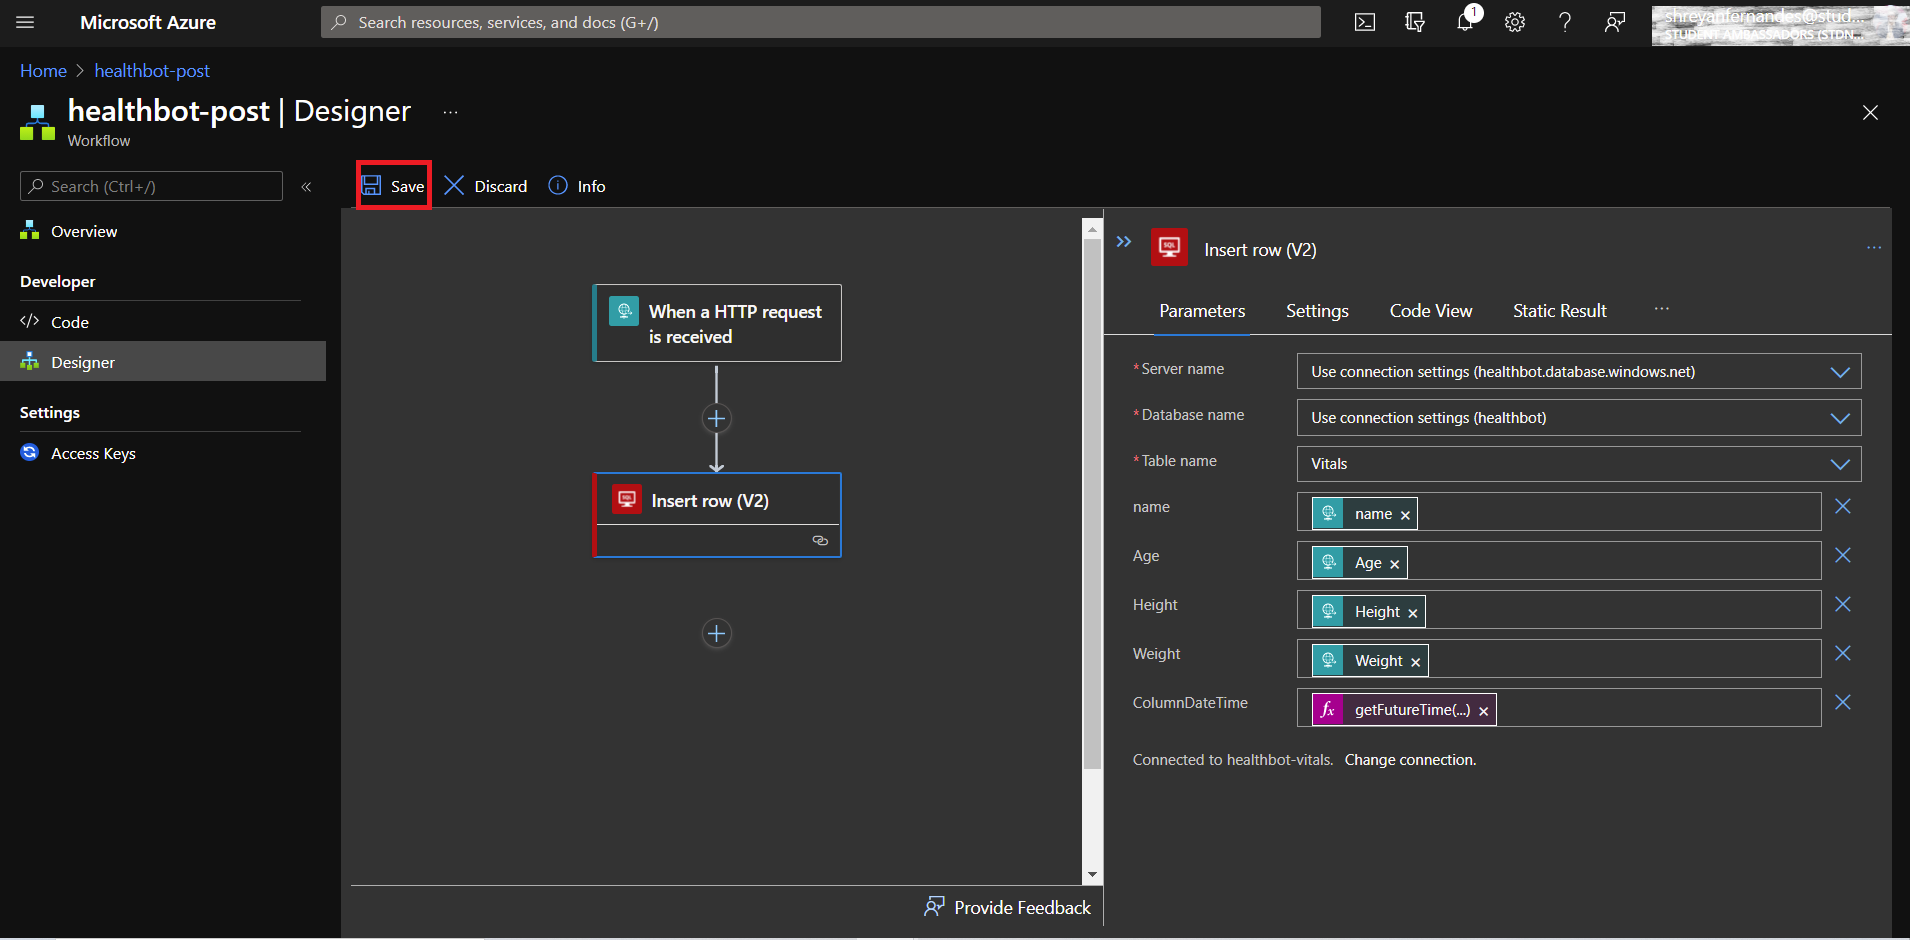 Microsoft Azure
Search resources, services, and docs (G+/)
1
shreyanfernandes@stud...
STUDENT AMBASSADORS (STDN...
Home > healthbot-post
healthbot-post | Designer ...
Workflow
Search (Ctrl+/)
«
Save
Discard
Info
Overview
Developer
Code
Designer
Settings
Access Keys
When a HTTP request
is received
Insert row (V2)
Provide Feedback
SQL
Insert row (V2)
...
Parameters
Settings
Code View
Static Result
...
*Server name
Use connection settings (healthbot.database.windows.net)
*Database name
Use connection settings (healthbot)
*Table name
Vitals
name
name ×
Age
Age ×
Height
Height ×
Weight
Weight ×
ColumnDateTime
fx getFutureTime(...) ×
Connected to healthbot-vitals. Change connection.